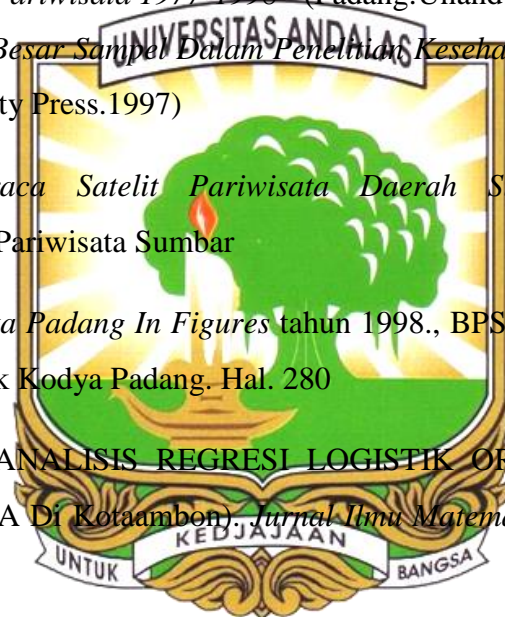 Pariwisata 1977-1998" (Padang.Unand
UNIVERSITAS ANDALAS
Besar Sampel Dalam Penelitian Keseha
ty Press.1997)
raca Satelit Pariwisata Daerah S
Pariwisata Sumbar
ta Padang In Figures tahun 1998., BPS
k Kodya Padang. Hal. 280
ANALISIS REGRESI LOGISTIK OR
A Di Kotaambon). Jurnal Ilmu Matema
KEDJAJAAN
UNTUK BANGSA